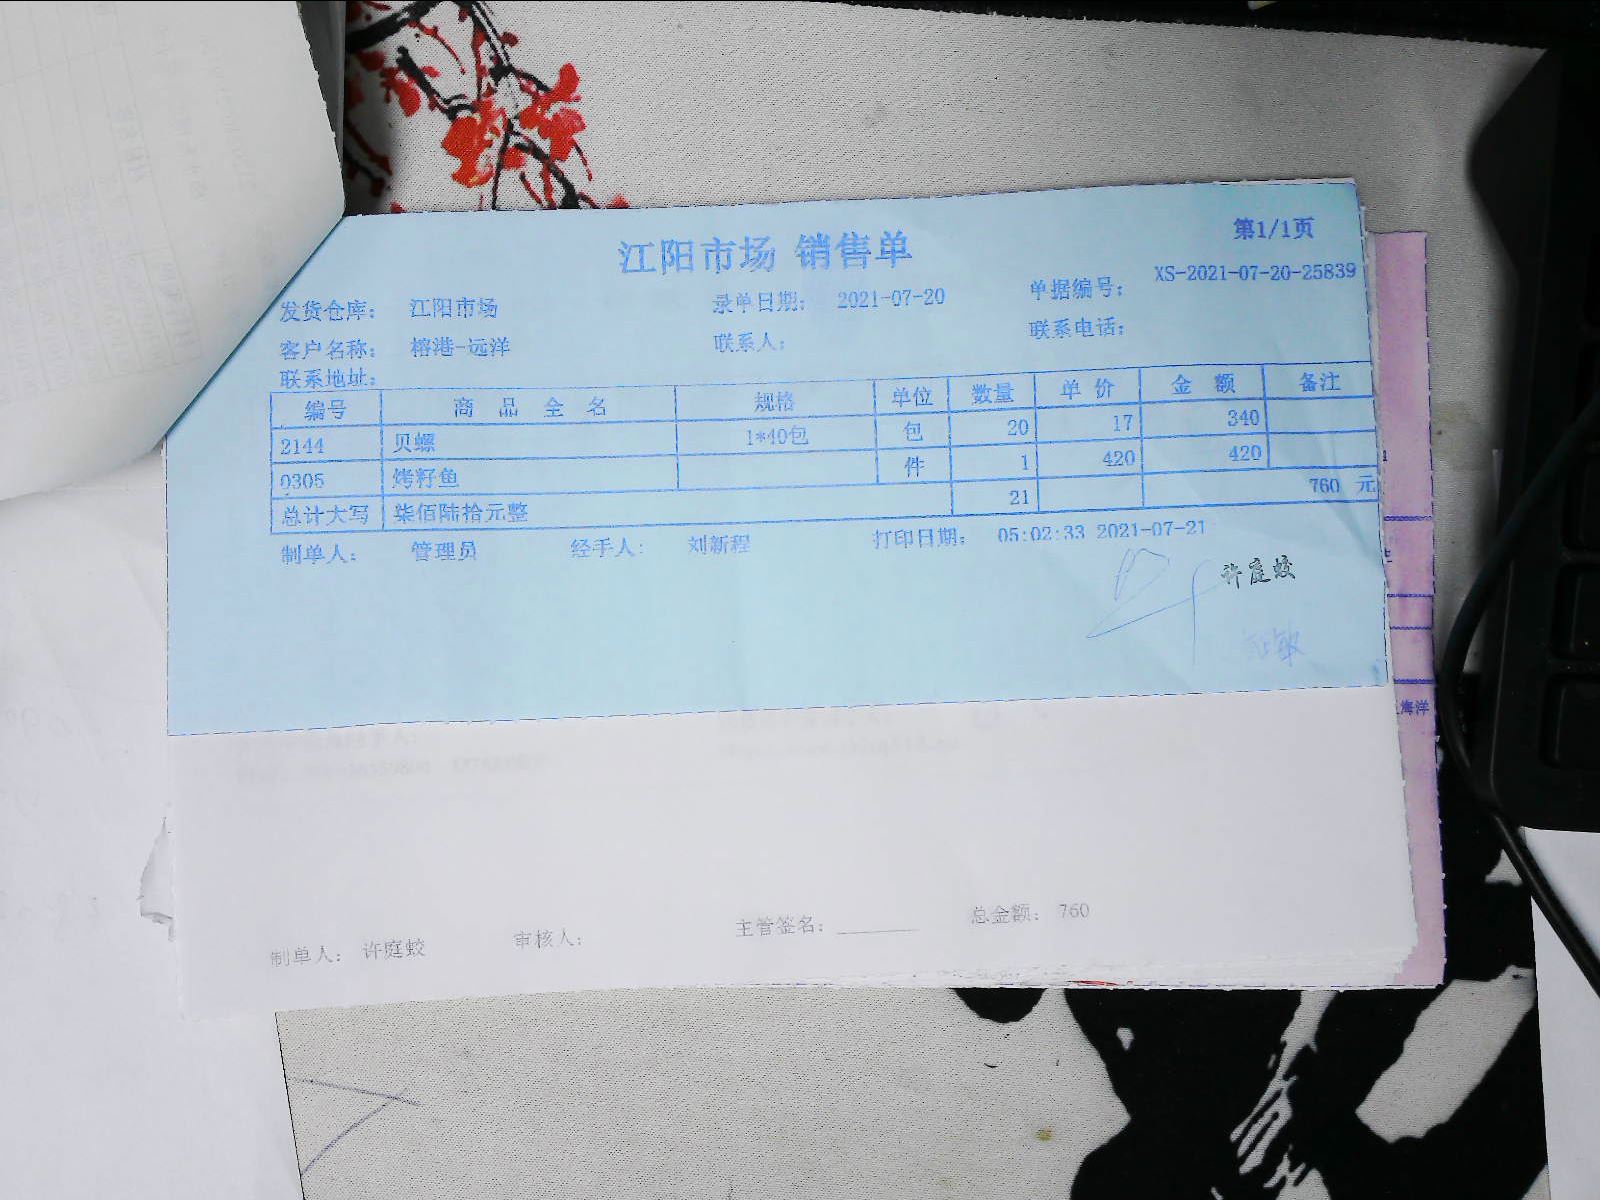 第1/1页
江阳市场 销售单
发货仓库： 江阳市场 录单日期： 2021-07-20 单据编号： XS-2021-07-20-25839
客户名称： 榕港-远洋 联系人： 联系电话：
联系地址：
编号 商品全名 规格 单位 数量 单价 金额 备注
2144 贝螺 1*40包 包 20 17 340
0305 烤籽鱼 件 1 420 420
总计大写 柒佰陆拾元整 21 760 元
制单人： 管理员 经手人： 刘新程 打印日期： 05:02:33 2021-07-21
许庭蛟
海洋
制单人： 许庭蛟 审核人： 主管签名： 总金额： 760